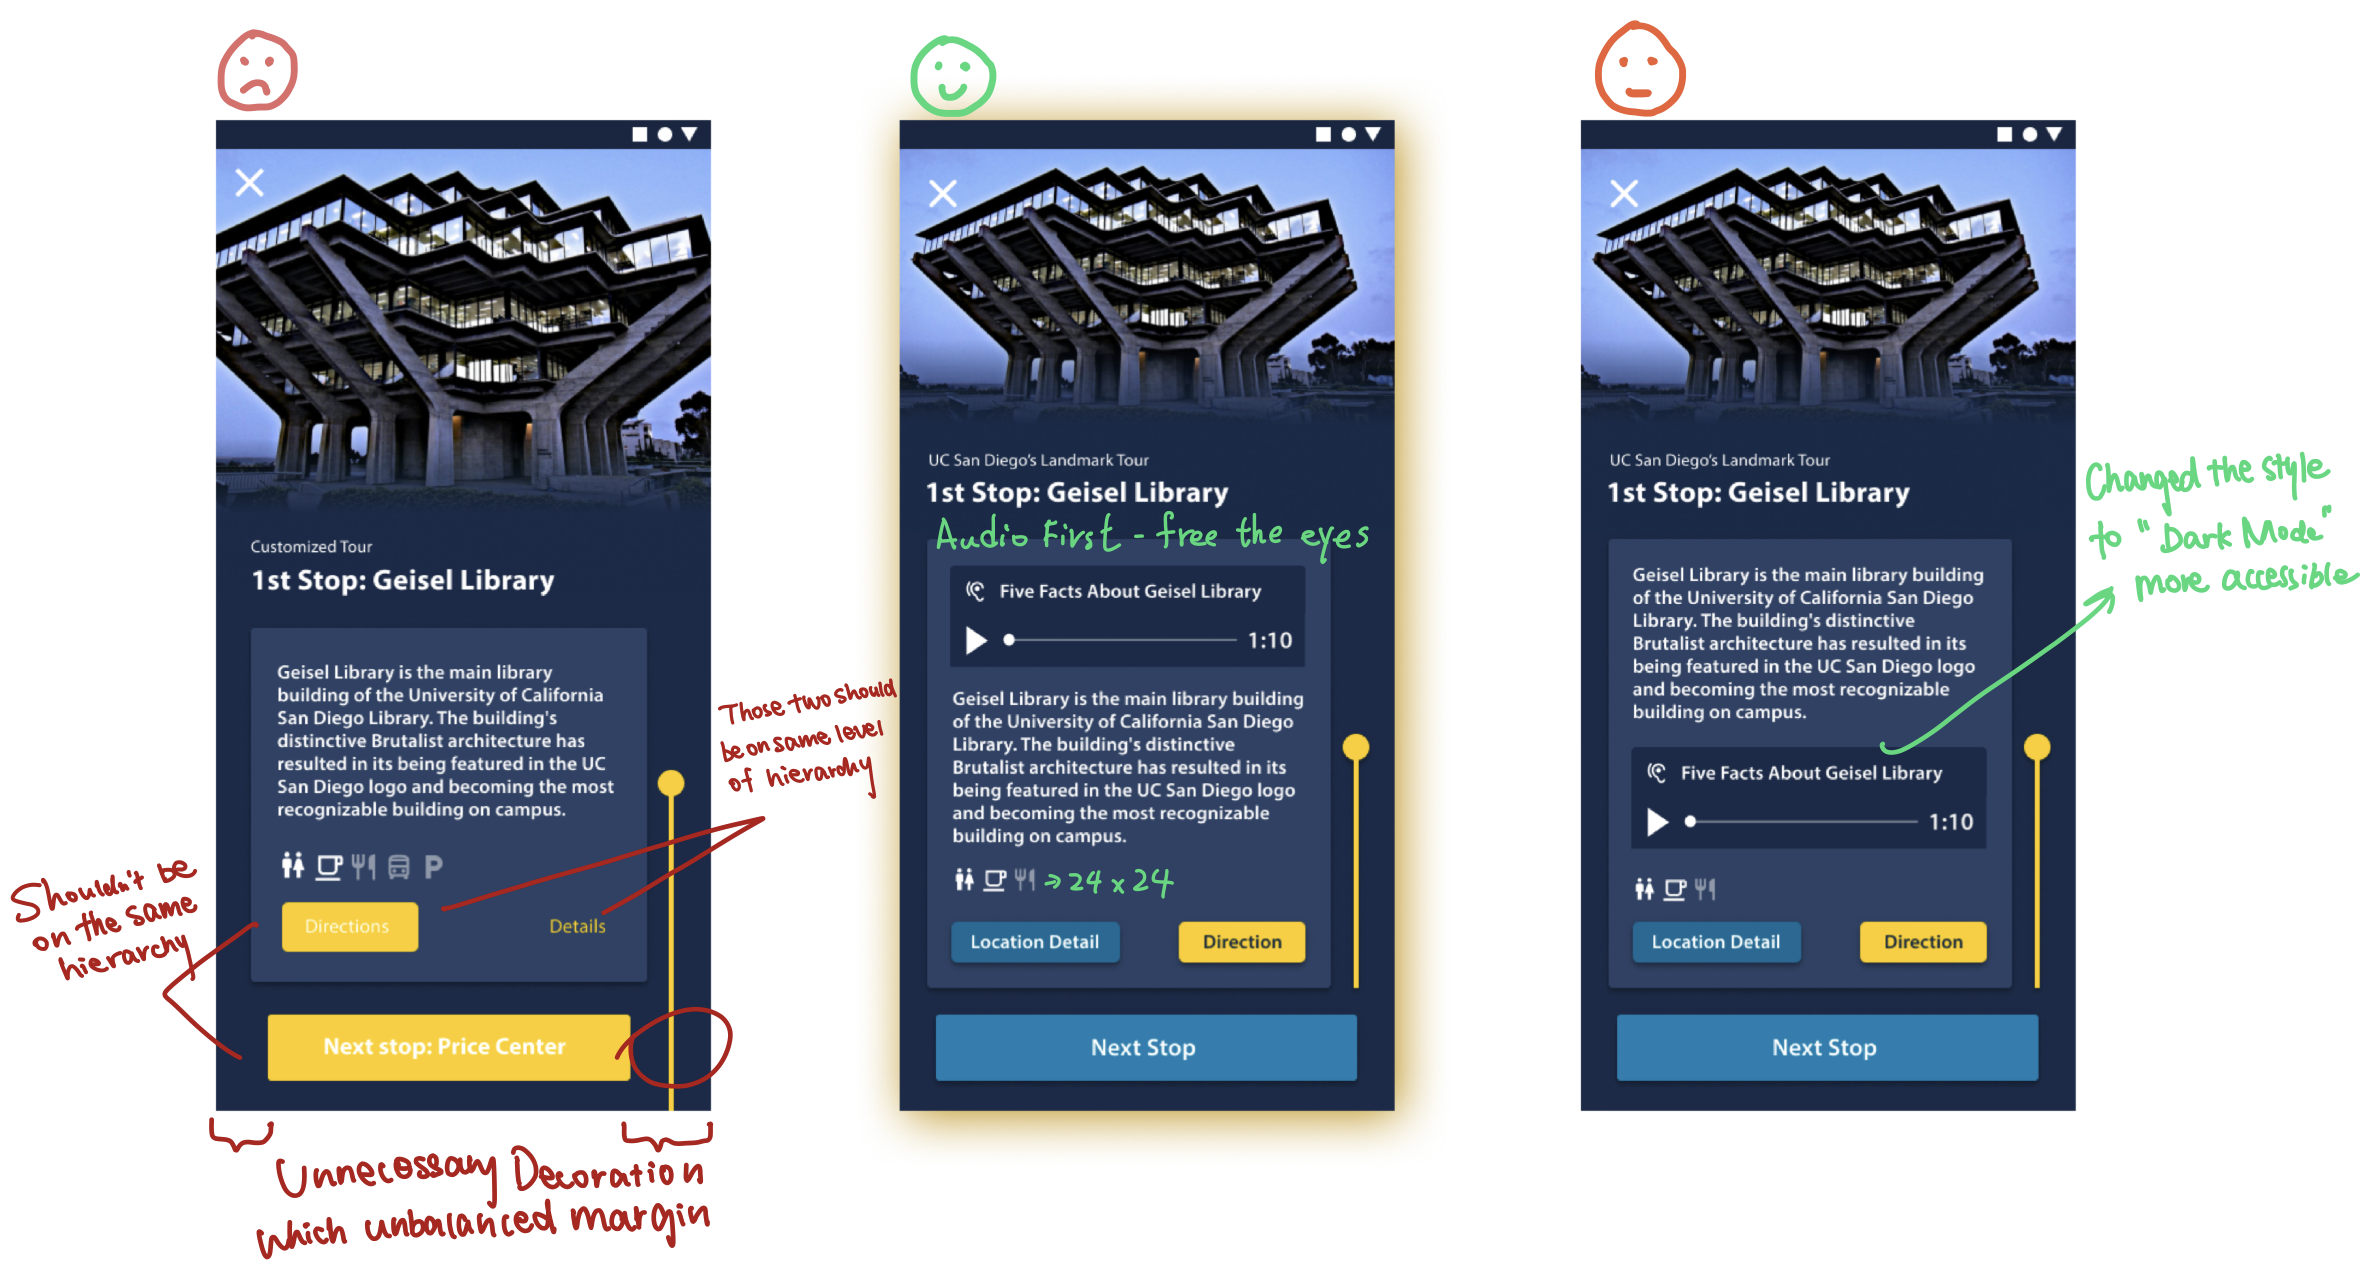 Customized Tour
1st Stop: Geisel Library
Geisel Library is the main library
building of the University of California
San Diego Library. The building's
distinctive Brutalist architecture has
resulted in its being featured in the UC
San Diego logo and becoming the most
recognizable building on campus.
P
Directions
Details
Next stop: Price Center
Shouldn't be
on the same
hierarchy
Those two should
be on same level
of hierarchy
Unnecessary Decoration
which unbalanced margin
UC San Diego's Landmark Tour
1st Stop: Geisel Library
Audio First - free the eyes
Five Facts About Geisel Library
1:10
Geisel Library is the main library building
of the University of California San Diego
Library. The building's distinctive
Brutalist architecture has resulted in its
being featured in the UC San Diego logo
and becoming the most recognizable
building on campus.
→ 24 x 24
Location Detail
Direction
Next Stop
UC San Diego's Landmark Tour
1st Stop: Geisel Library
Geisel Library is the main library building
of the University of California San Diego
Library. The building's distinctive
Brutalist architecture has resulted in its
being featured in the UC San Diego logo
and becoming the most recognizable
building on campus.
Five Facts About Geisel Library
1:10
Location Detail
Direction
Next Stop
Changed the style
to "Dark Mode"
more accessible